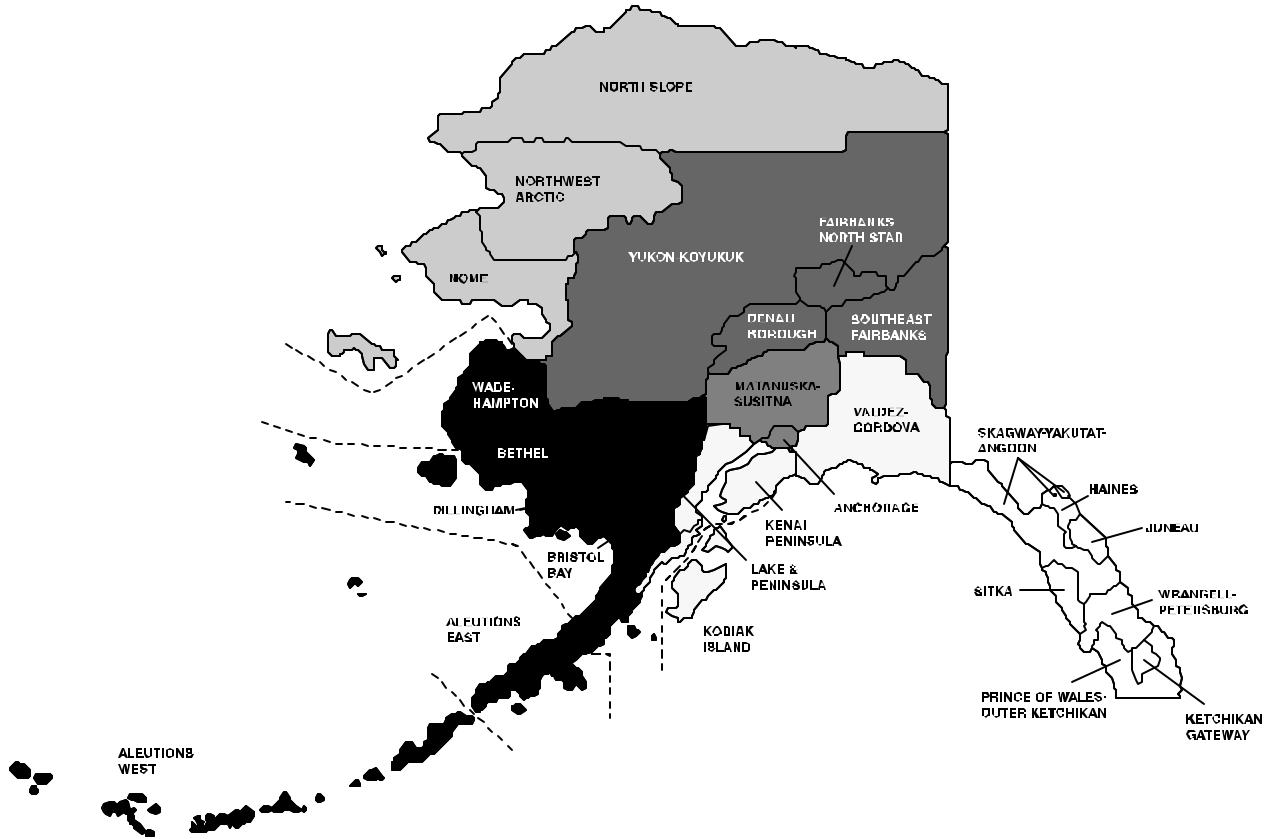 NORTH SLOPE
NORTHWEST
ARCTIC
FAIRBANKS
NORTH STAR
YUKON KOYUKUK
NOME
DENALI
BOROUGH
SOUTHEAST
FAIRBANKS
WADE-
HAMPTON
MATANUSKA-
SUSITNA
VALDEZ-
CORDOVA
SKAGWAY-YAKUTAT-
ANGOON
BETHEL
HAINES
DILLINGHAM
ANCHORAGE
KENAI
PENINSULA
JUNEAU
BRISTOL
BAY
LAKE &
PENINSULA
SITKA
WRANGELL-
PETERSBURG
ALEUTIONS
EAST
KODIAK
ISLAND
PRINCE OF WALES-
OUTER KETCHIKAN
KETCHIKAN
GATEWAY
ALEUTIONS
WEST